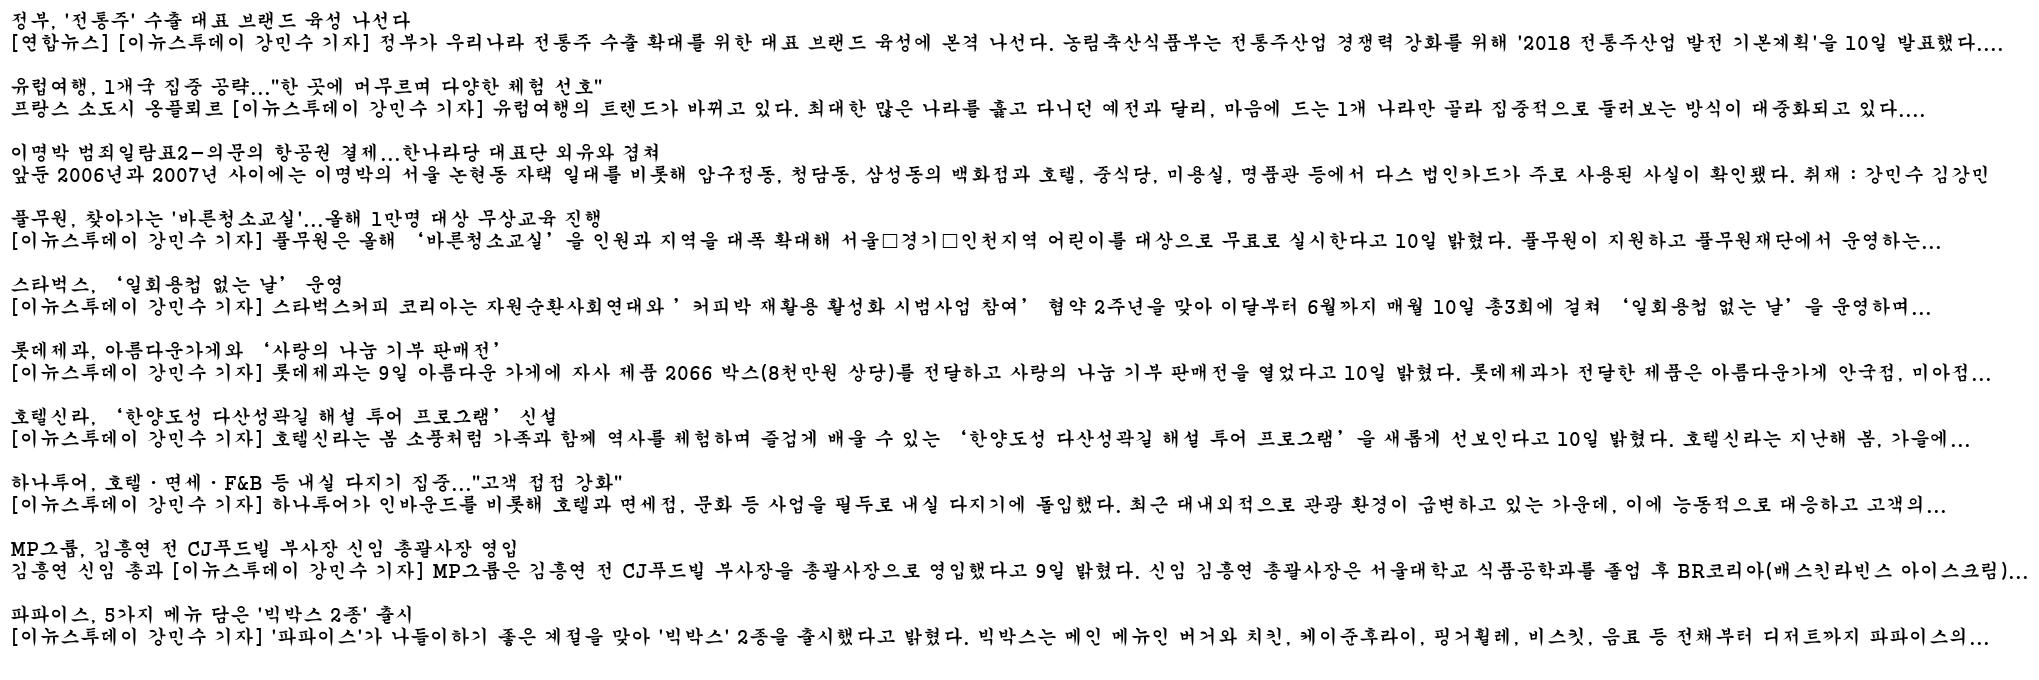 정부, '전통주' 수출 대표 브랜드 육성 나선다
[연합뉴스] [이뉴스투데이 강민수 기자] 정부가 우리나라 전통주 수출 확대를 위한 대표 브랜드 육성에 본격 나선다. 농림축산식품부는 전통주산업 경쟁력 강화를 위해 '2018 전통주산업 발전 기본계획'을 10일 발표했다....
유럽여행, 1개국 집중 공략..."한 곳에 머무르며 다양한 체험 선호"
프랑스 소도시 옹플뢰르 [이뉴스투데이 강민수 기자] 유럽여행의 트렌드가 바뀌고 있다. 최대한 많은 나라를 훑고 다니던 예전과 달리, 마음에 드는 1개 나라만 골라 집중적으로 둘러보는 방식이 대중화되고 있다....
이명박 범죄일람표2-의문의 항공권 결제...한나라당 대표단 외유와 겹쳐
앞둔 2006년과 2007년 사이에는 이명박의 서울 논현동 자택 일대를 비롯해 압구정동, 청담동, 삼성동의 백화점과 호텔, 중식당, 미용실, 명품관 등에서 다스 법인카드가 주로 사용된 사실이 확인됐다. 취재 : 강민수 김강민
풀무원, 찾아가는 '바른청소교실'...올해 1만명 대상 무상교육 진행
[이뉴스투데이 강민수 기자] 풀무원은 올해 ‘바른청소교실’을 인원과 지역을 대폭 확대해 서울□경기□인천지역 어린이를 대상으로 무료로 실시한다고 10일 밝혔다. 풀무원이 지원하고 풀무원재단에서 운영하는...
스타벅스, ‘일회용컵 없는 날’ 운영
[이뉴스투데이 강민수 기자] 스타벅스커피 코리아는 자원순환사회연대와 ’커피박 재활용 활성화 시범사업 참여’ 협약 2주년을 맞아 이달부터 6월까지 매월 10일 총3회에 걸쳐 ‘일회용컵 없는 날’을 운영하며...
롯데제과, 아름다운가게와 ‘사랑의 나눔 기부 판매전’
[이뉴스투데이 강민수 기자] 롯데제과는 9일 아름다운 가게에 자사 제품 2066 박스(8천만원 상당)를 전달하고 사랑의 나눔 기부 판매전을 열었다고 10일 밝혔다. 롯데제과가 전달한 제품은 아름다운가게 안국점, 미아점...
호텔신라, ‘한양도성 다산성곽길 해설 투어 프로그램’ 신설
[이뉴스투데이 강민수 기자] 호텔신라는 봄 소풍처럼 가족과 함께 역사를 체험하며 즐겁게 배울 수 있는 ‘한양도성 다산성곽길 해설 투어 프로그램’을 새롭게 선보인다고 10일 밝혔다. 호텔신라는 지난해 봄, 가을에...
하나투어, 호텔·면세·F&B 등 내실 다지기 집중..."고객 접점 강화"
[이뉴스투데이 강민수 기자] 하나투어가 인바운드를 비롯해 호텔과 면세점, 문화 등 사업을 필두로 내실 다지기에 돌입했다. 최근 대내외적으로 관광 환경이 급변하고 있는 가운데, 이에 능동적으로 대응하고 고객의...
MP그룹, 김흥연 전 CJ푸드빌 부사장 신임 총괄사장 영입
김흥연 신임 총과 [이뉴스투데이 강민수 기자] MP그룹은 김흥연 전 CJ푸드빌 부사장을 총괄사장으로 영입했다고 9일 밝혔다. 신임 김흥연 총괄사장은 서울대학교 식품공학과를 졸업 후 BR코리아(배스킨라빈스 아이스크림)...
파파이스, 5가지 메뉴 담은 '빅박스 2종' 출시
[이뉴스투데이 강민수 기자] '파파이스'가 나들이하기 좋은 계절을 맞아 '빅박스' 2종을 출시했다고 밝혔다. 빅박스는 메인 메뉴인 버거와 치킨, 케이준후라이, 핑거휠레, 비스킷, 음료 등 전채부터 디저트까지 파파이스의...